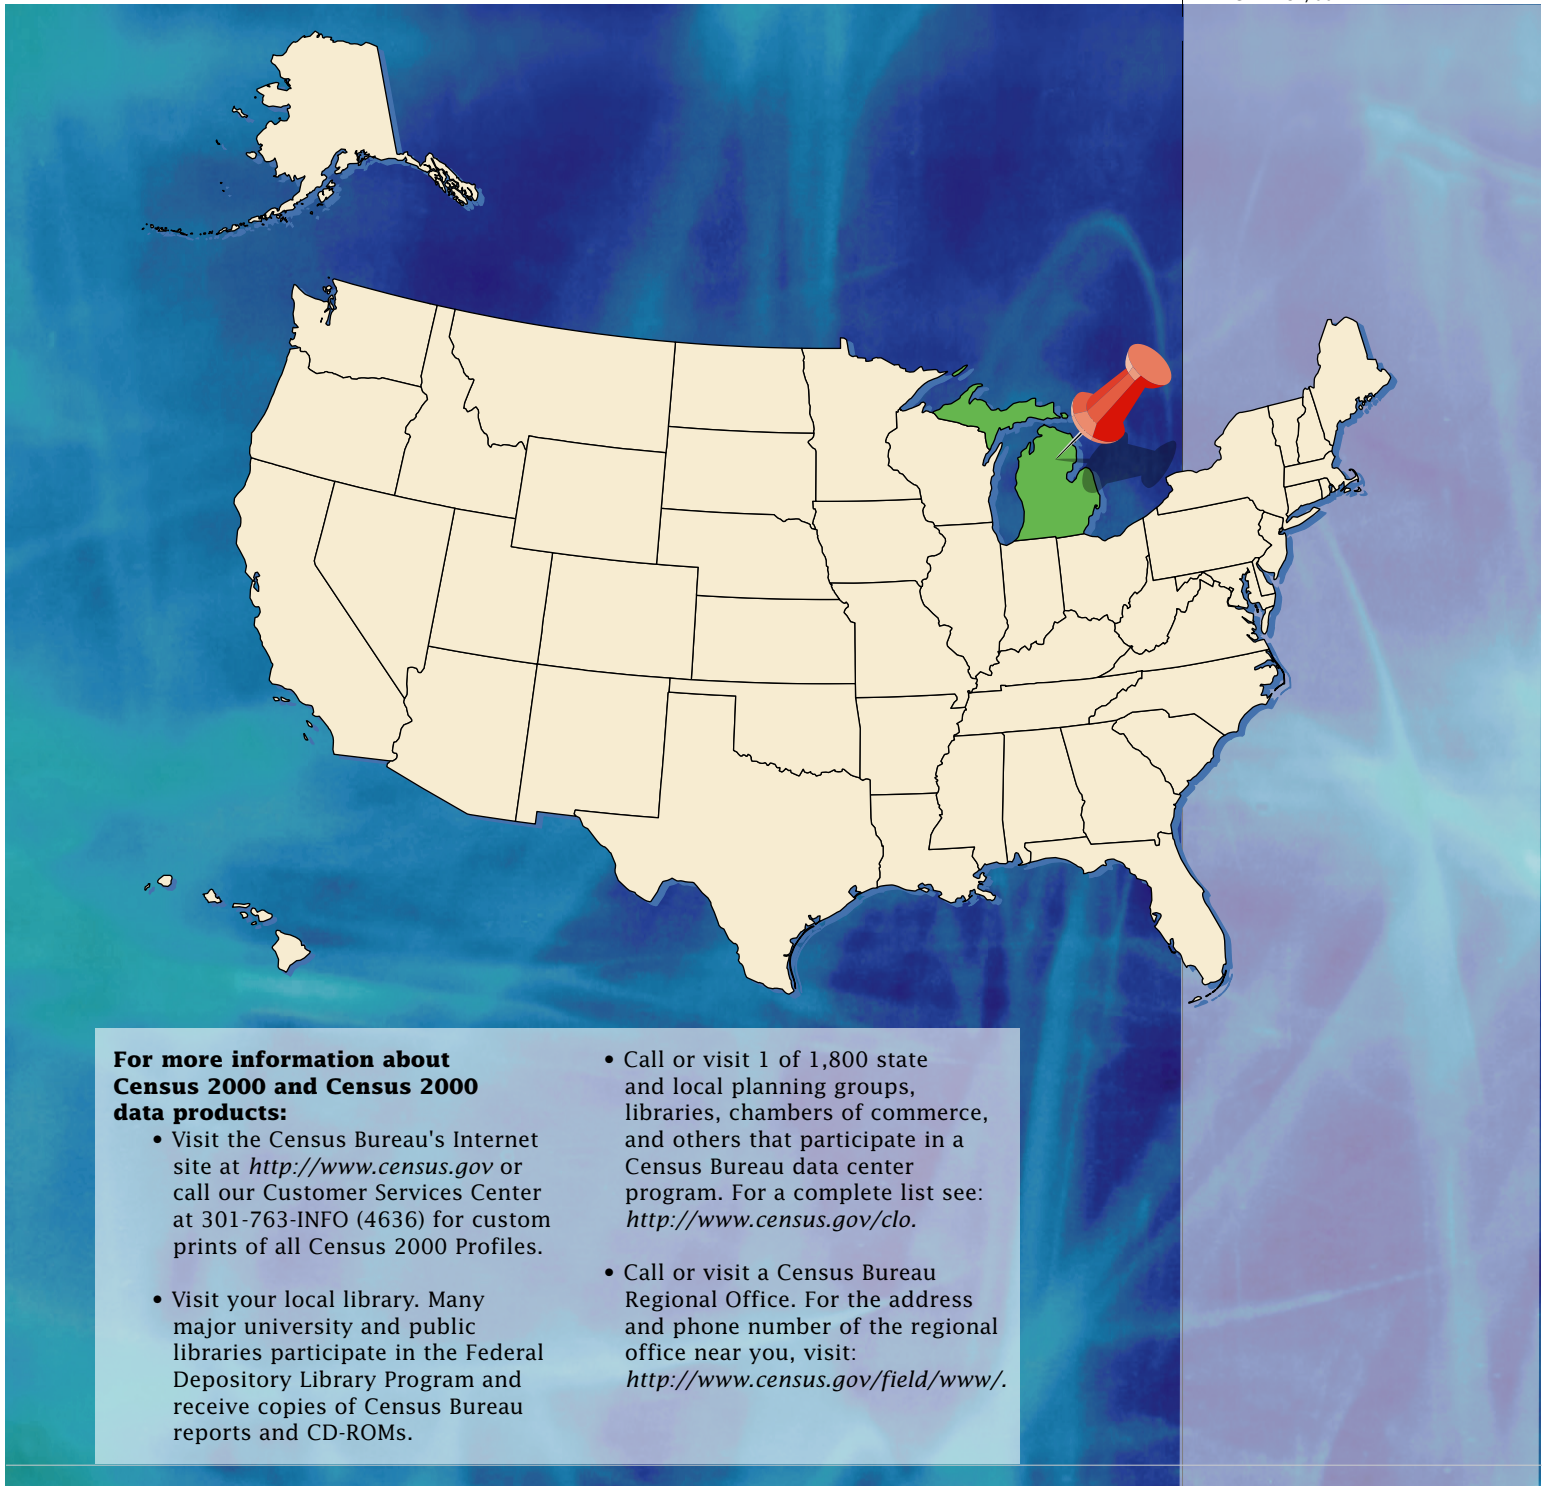 For more information about
Census 2000 and Census 2000
data products:
• Visit the Census Bureau's Internet
site at http://www.census.gov or
call our Customer Services Center
at 301-763-INFO (4636) for custom
prints of all Census 2000 Profiles.
• Visit your local library. Many
major university and public
libraries participate in the Federal
Depository Library Program and
receive copies of Census Bureau
reports and CD-ROMs.
• Call or visit 1 of 1,800 state
and local planning groups,
libraries, chambers of commerce,
and others that participate in a
Census Bureau data center
program. For a complete list see:
http://www.census.gov/clo.
• Call or visit a Census Bureau
Regional Office. For the address
and phone number of the regional
office near you, visit:
http://www.census.gov/field/www/.